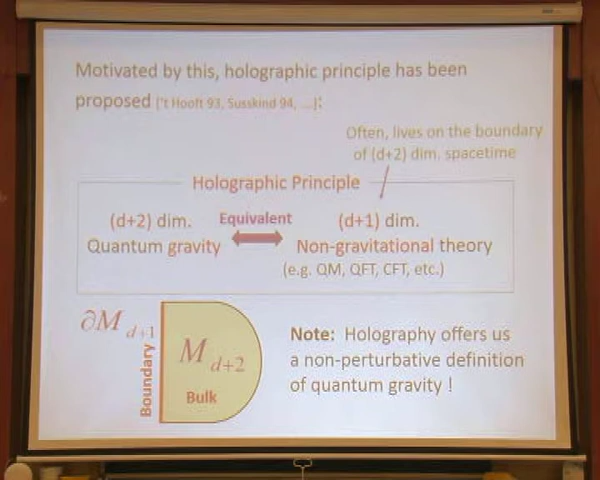 Motivated by this, holographic principle has been
proposed ['t Hooft 93, Susskind 94, ...]:
Often, lives on the boundary
of (d+2) dim. spacetime
Holographic Principle
(d+2) dim. Equivalent (d+1) dim.
Quantum gravity Non-gravitational theory
(e.g. QM, QFT, CFT, etc.)
∂M d+1
M d+2
Boundary
Bulk
Note: Holography offers us
a non-perturbative definition
of quantum gravity !